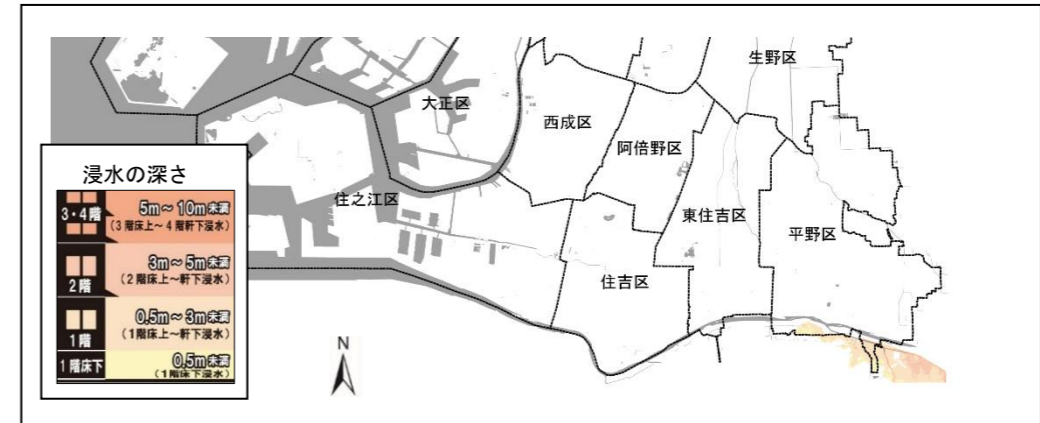 生野区
大正区
西成区
阿倍野区
住之江区
東住吉区
平野区
住吉区
N
浸水の深さ
3・4階
5m～10m未満
(3階床上～4階軒下浸水)
2階
3m～5m未満
(2階床上～軒下浸水)
1階
0.5m～3m未満
(1階床上～軒下浸水)
1階床下
0.5m未満
(1階床下浸水)